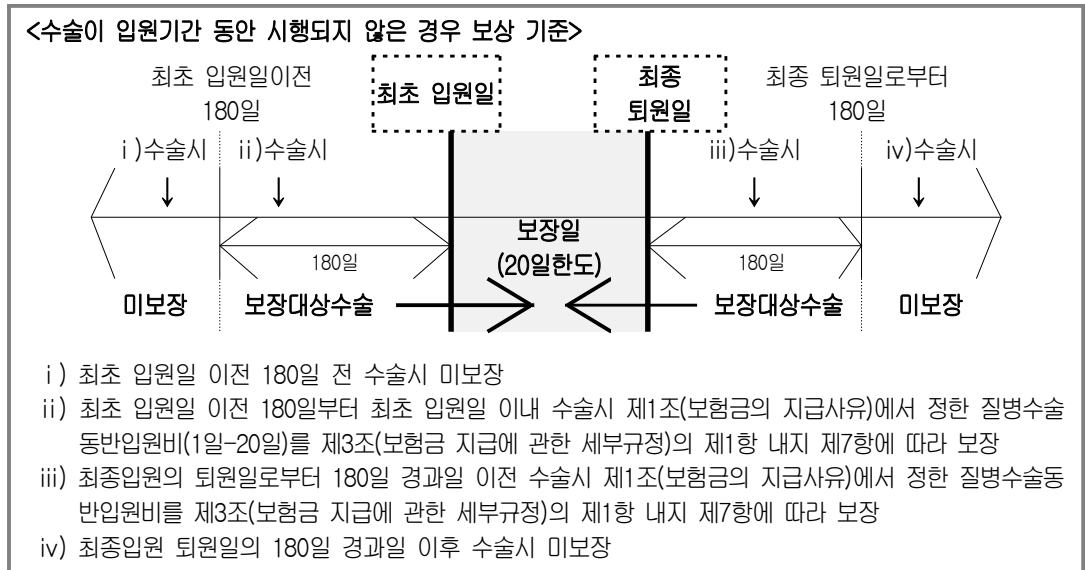 <수술이 입원기간 동안 시행되지 않은 경우 보상 기준>
최초 입원일이전
180일
최초 입원일
최종
퇴원일
최종 퇴원일로부터
180일
ⅰ)수술시
ⅱ)수술시
ⅲ)수술시
ⅳ)수술시
보장일
(20일한도)
180일
180일
미보장
보장대상수술
보장대상수술
미보장
ⅰ) 최초 입원일 이전 180일 전 수술시 미보장
ⅱ) 최초 입원일 이전 180일부터 최초 입원일 이내 수술시 제1조(보험금의 지급사유)에서 정한 질병수술
동반입원비(1일-20일)를 제3조(보험금 지급에 관한 세부규정)의 제1항 내지 제7항에 따라 보장
ⅲ) 최종입원의 퇴원일로부터 180일 경과일 이전 수술시 제1조(보험금의 지급사유)에서 정한 질병수술동
반입원비를 제3조(보험금 지급에 관한 세부규정)의 제1항 내지 제7항에 따라 보장
ⅳ) 최종입원 퇴원일의 180일 경과일 이후 수술시 미보장